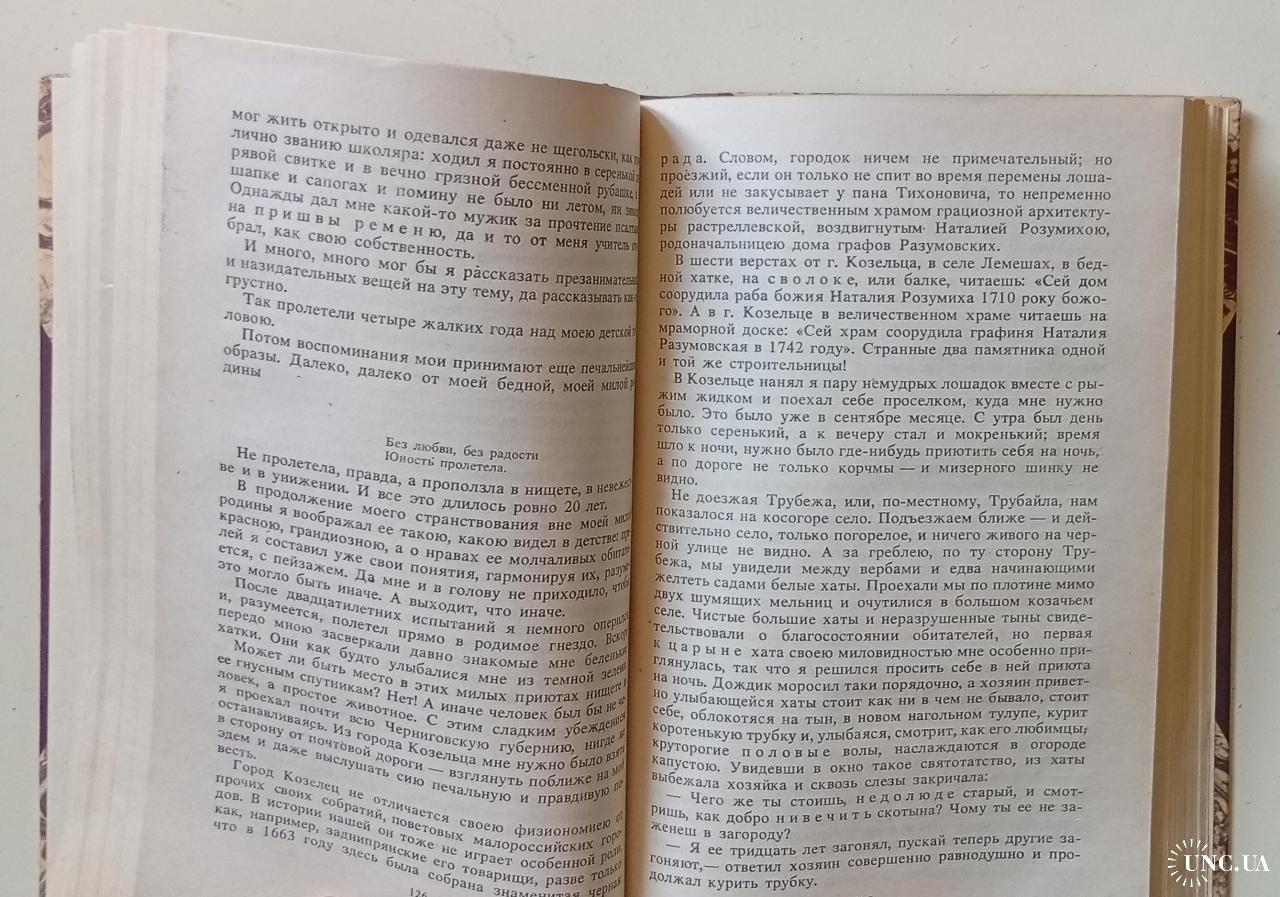 мог жить открыто и одевался даже не щегольски, как
лично званию школяра: ходил я постоянно в серенькой
рявой свитке и в вечно грязной бессменной рубашке,
шапке и сапогах и помину не было ни летом, ни
Однажды дал мне какой-то мужик за прочтение
на пришвы ременю, да и то от меня учитель
брал, как свою собственность.
И много, много мог бы я рассказать
и назидательных вещей на эту тему, да рассказывать
грустно.
Так пролетели четыре жалких года над моею детской
ловою.
Потом воспоминания мои принимают еще
образы. Далеко, далеко от моей бедной, моей милой
дины
Без любви, без радости
Юность пролетела.
Не пролетела, правда, а проползла в нищете, в невежест-
ве и в унижении. И все это длилось ровно 20 лет.
В продолжение моего странствования вне моей
родины я воображал ее такою, какою видел в детстве:
красною, грандиозною, а о нравах ее молчаливых
лей я составил уже свои понятия, гармонируя их,
ется, с пейзажем. Да мне и в голову не приходило, чтобы
это могло быть иначе. А выходит, что иначе.
После двадцатилетних испытаний я немного оперился
и, разумеется, полетел прямо в родимое гнездо. Вскоре
передо мною засверкали давно знакомые мне беленькие
хатки. Они как будто улыбались мне из темной зелени.
Может ли быть место в этих милых приютах нищете и
ее гнусным спутникам? Нет! А иначе человек был бы не че-
ловек, а простое животное. С этим сладким убеждением
я проехал почти всю Черниговскую губернию, нигде не
останавливаясь. Из города Козельца мне нужно было взять
в сторону от почтовой дороги — взглянуть поближе на мой
эдем и даже выслушать сию печальную и правдивую по-
весть.
Город Козелец не отличается своею физиономиею от
прочих своих собратий, поветовых малороссийских горо-
дов. В истории нашей он тоже не играет особенной роли,
как, например, заднипрянские его товарищи, разве только
что в 1663 году здесь была собрана знаменитая черная
126
рада. Словом, городок ничем не примечательный; но
проезжий, если он только не спит во время перемены лоша-
дей или не закусывает у пана Тихоновича, то непременно
полюбуется величественным храмом грациозной архитекту-
ры растреллевской, воздвигнутым Наталией Розумихою,
родоначальницею дома графов Разумовских.
В шести верстах от г. Козельца, в селе Лемешах, в бед-
ной хатке, на сволоке, или балке, читаешь: «Сей дом
соорудила раба божия Наталия Розумиха 1710 року божо-
го». А в г. Козельце в величественном храме читаешь на
мраморной доске: «Сей храм соорудила графиня Наталия
Разумовская в 1742 году». Странные два памятника одной
и той же строительницы!
В Козельце нанял я пару немудрых лошадок вместе с ры-
жим жидком и поехал себе проселком, куда мне нужно
было. Это было уже в сентябре месяце. С утра был день
только серенький, а к вечеру стал и мокренький; время
шло к ночи, нужно было где-нибудь приютить себя на ночь,
а по дороге не только корчмы — и мизерного шинку не
видно.
Не доезжая Трубежа, или, по-местному, Трубайла, нам
показалось на косогоре село. Подъезжаем ближе — и дей-
ствительно село, только погорелое, и ничего живого на чер-
ной улице не видно. А за греблею, по ту сторону Тру-
бежа, мы увидели между вербами и едва начинающими
желтеть садами белые хаты. Проехали мы по плотине мимо
двух шумящих мельниц и очутилися в большом козачьем
селе. Чистые большие хаты и неразрушенные тыны свиде-
тельствовали о благосостоянии обитателей, но первая
к царыне хата своею миловидностью мне особенно при-
глянулась, так что я решился просить себе в ней приюта
на ночь. Дождик моросил таки порядочно, а хозяин привет-
но улыбающейся хаты стоит как ни в чем не бывало, стоит
себе, облокотяся на тын, в новом нагольном тулупе, курит
коротенькую трубку и, улыбаяся, смотрит, как его любимцы,
круторогие половые волы, наслаждаются в огороде
капустою. Увидевши в окно такое святотатство, из хаты
выбежала хозяйка и сквозь слезы закричала:
— Чего же ты стоишь, недолюде старый, и смот-
ришь, как добро нивечить скотына? Чому ты ее не за-
женеш в загороду?
— Я ее тридцать лет загонял, пускай теперь другие за-
гоняют,— ответил хозяин совершенно равнодушно и про-
должал курить трубку.
UNC.UA